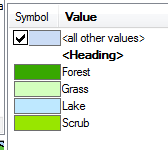 Symbol Value
<all other values>
<Heading>
Forest
Grass
Lake
Scrub